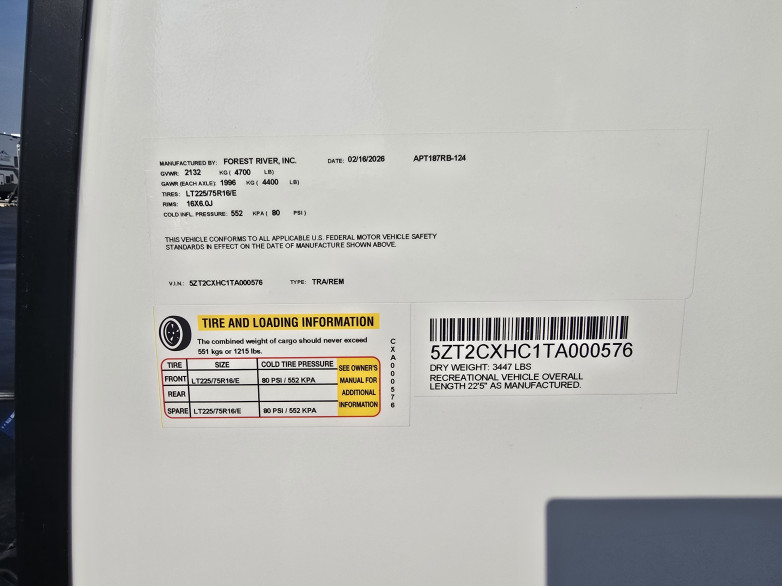 MANUFACTURED BY: FOREST RIVER, INC. DATE: 02/16/2026 APT187RB-124
GVWR: 2132 KG ( 4700 LB)
GAWR (EACH AXLE): 1996 KG ( 4400 LB)
TIRES: LT225/75R16/E
RIMS: 16X6.0J
COLD INFL. PRESSURE: 552 KPA ( 80 PSI )
THIS VEHICLE CONFORMS TO ALL APPLICABLE U.S. FEDERAL MOTOR VEHICLE SAFETY
STANDARDS IN EFFECT ON THE DATE OF MANUFACTURE SHOWN ABOVE.
V.I.N.: 5ZT2CXHC1TA000576 TYPE: TRA/REM
TIRE AND LOADING INFORMATION
The combined weight of cargo should never exceed
551 kgs or 1215 lbs.
TIRE SIZE COLD TIRE PRESSURE
FRONT LT225/75R16/E 80 PSI / 552 KPA
REAR
SPARE LT225/75R16/E 80 PSI / 552 KPA
SEE OWNER'S
MANUAL FOR
ADDITIONAL
INFORMATION
CXA000576
5ZT2CXHC1TA000576
DRY WEIGHT: 3447 LBS
RECREATIONAL VEHICLE OVERALL
LENGTH 22'5" AS MANUFACTURED.